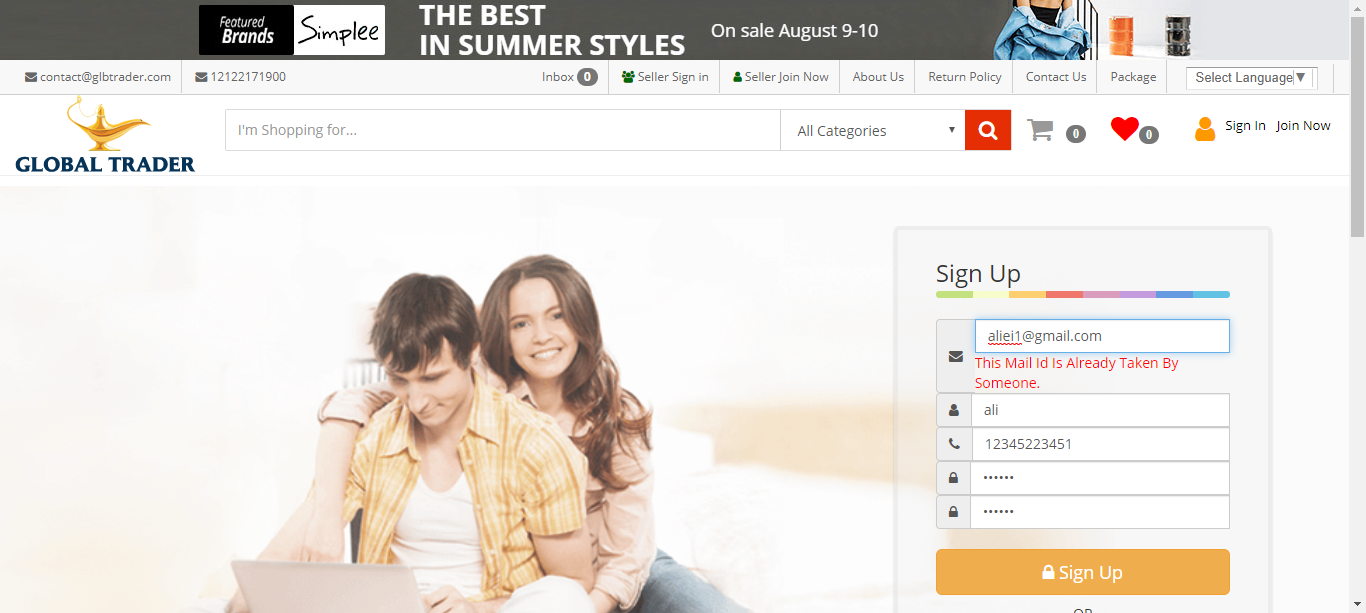 Featured
Brands
Simplee
THE BEST
IN SUMMER STYLES
On sale August 9-10
contact@glbtrader.com
12122171900
Inbox 0
Seller Sign in
Seller Join Now
About Us
Return Policy
Contact Us
Package
Select Language▼
GLOBAL TRADER
I'm Shopping for...
All Categories
0
0
Sign In
Join Now
Sign Up
aliei1@gmail.com
This Mail Id Is Already Taken By
Someone.
ali
12345223451
••••••
••••••
Sign Up
OR